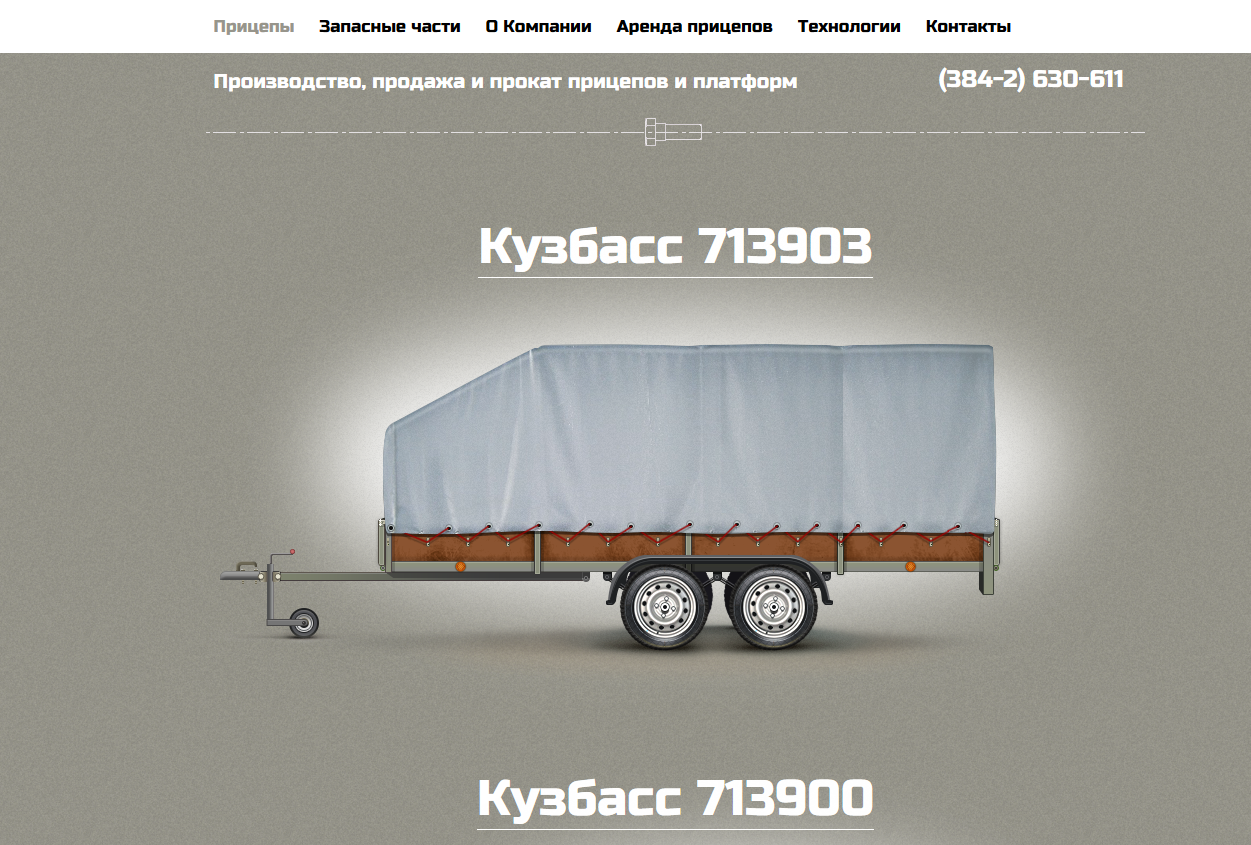 Прицепы Запасные части О Компании Аренда прицепов Технологии Контакты
Производство, продажа и прокат прицепов и платформ (384-2) 630-611
Кузбасс 713903
Кузбасс 713900